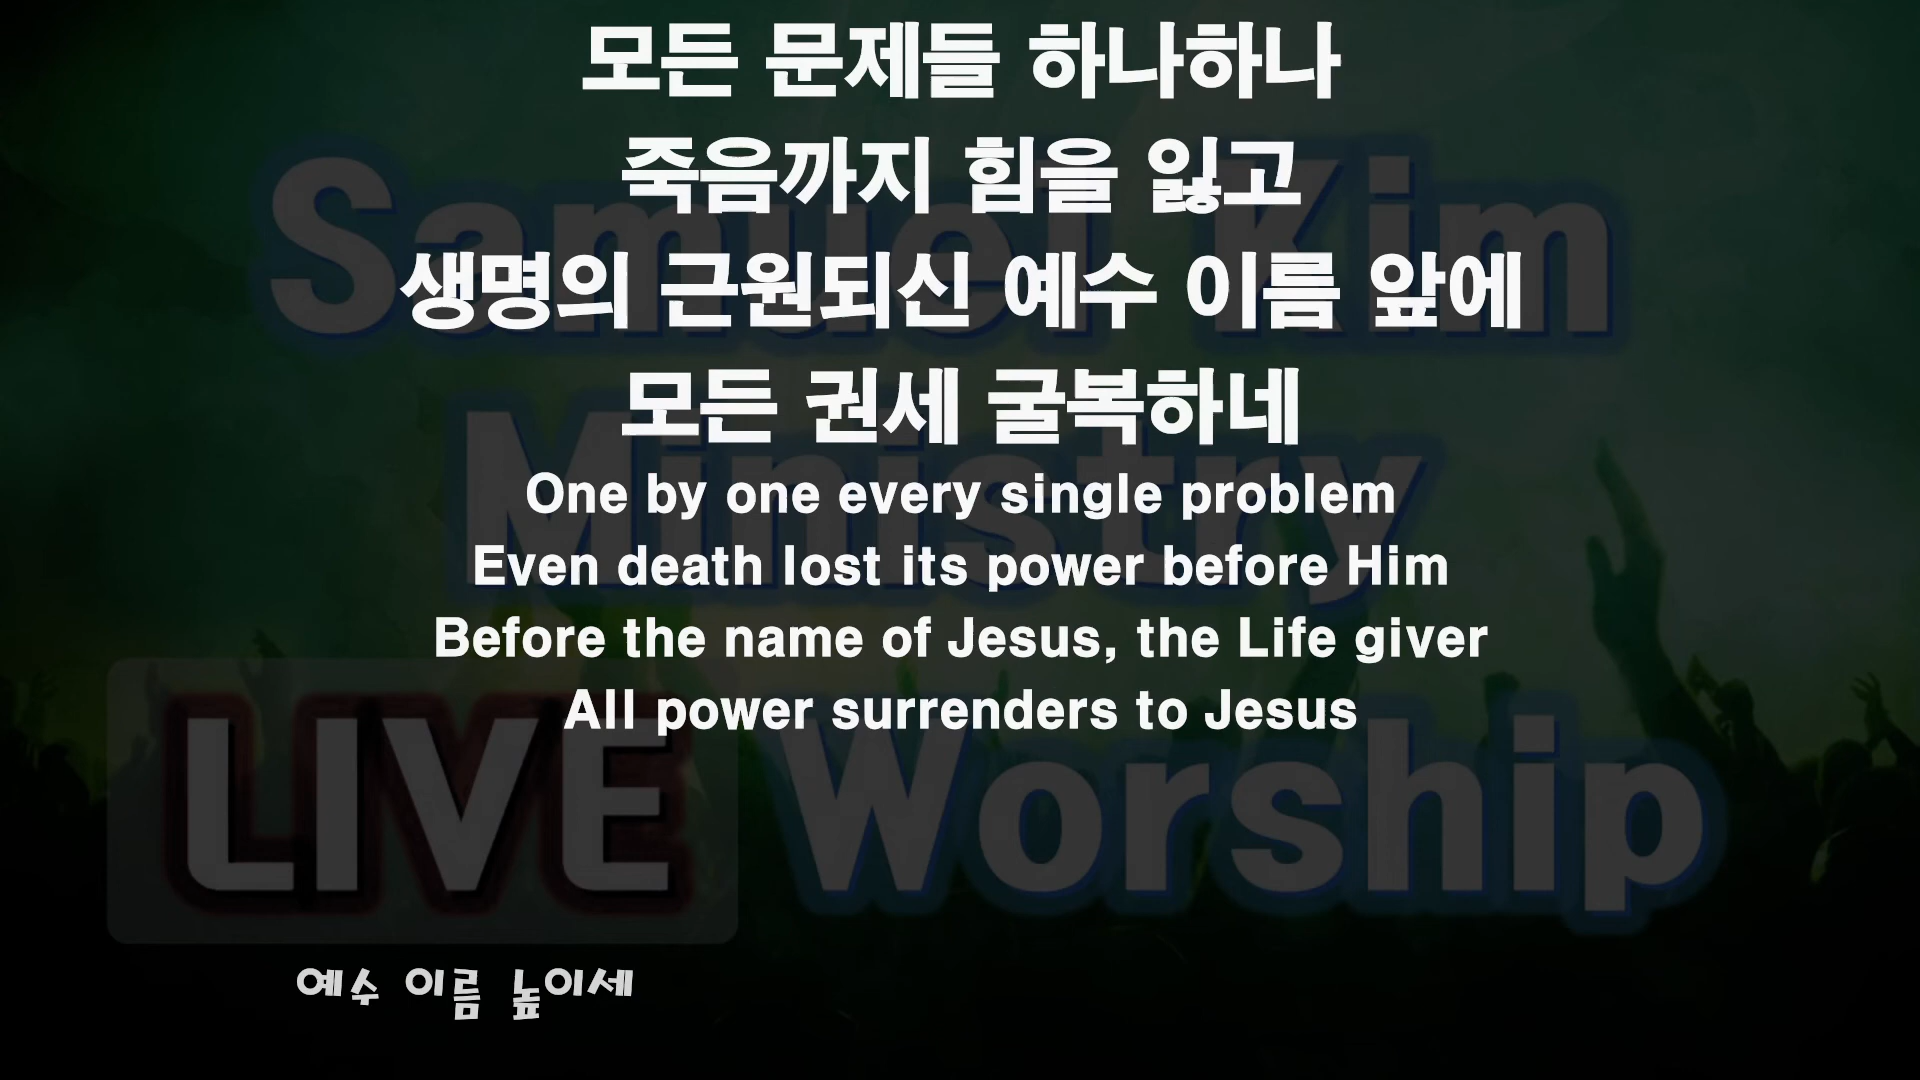 모든 문제들 하나하나
죽음까지 힘을 잃고
생명의 근원되신 예수 이름 앞에
모든 권세 굴복하네
One by one every single problem
Even death lost its power before Him
Before the name of Jesus, the Life giver
All power surrenders to Jesus
Samuel Kim
Ministry
LIVE Worship
예수 이름 높이세